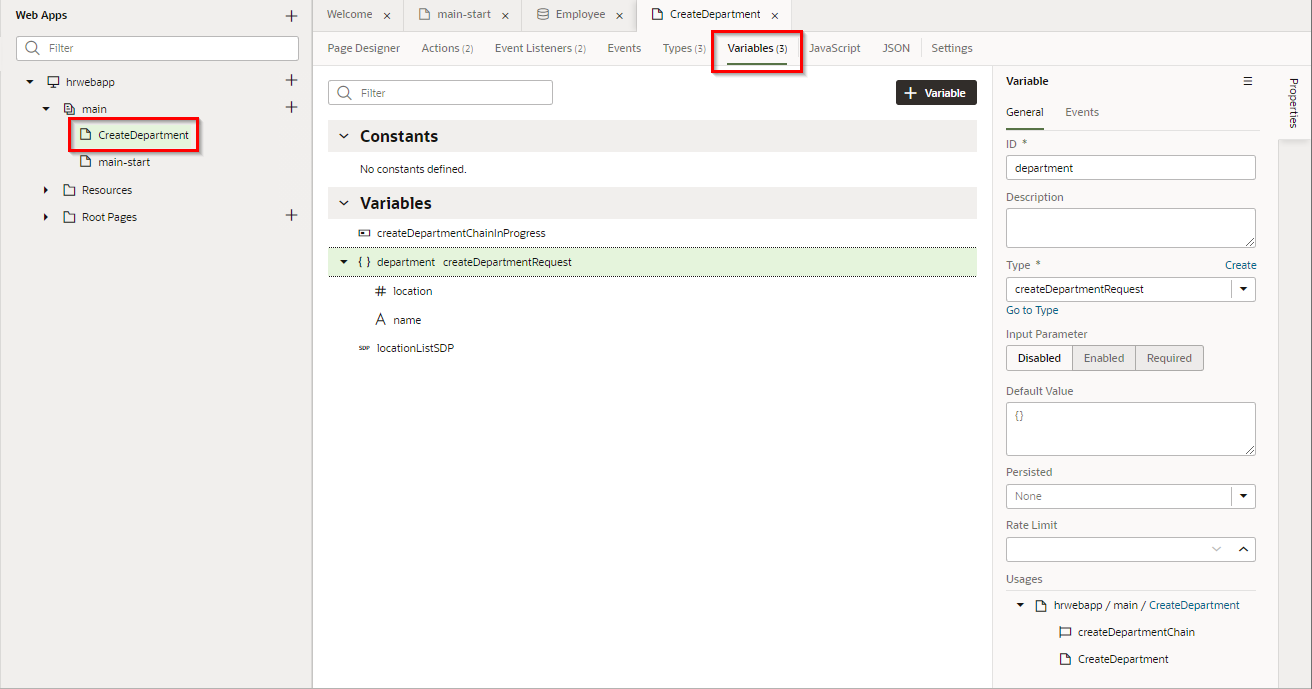 Web Apps
Filter
hrwebapp
main
CreateDepartment
main-start
Resources
Root Pages
Welcome
main-start
Employee
CreateDepartment
Page Designer
Actions (2)
Event Listeners (2)
Events
Types (3)
Variables (3)
JavaScript
JSON
Settings
Filter
Variable
Constants
No constants defined.
Variables
createDepartmentChainInProgress
{ } department createDepartmentRequest
# location
A name
SDP locationListSDP
Variable
General
Events
ID *
department
Description
Type *
Create
createDepartmentRequest
Go to Type
Input Parameter
Disabled
Enabled
Required
Default Value
{}
Persisted
None
Rate Limit
Usages
hrwebapp / main / CreateDepartment
createDepartmentChain
CreateDepartment
Properties